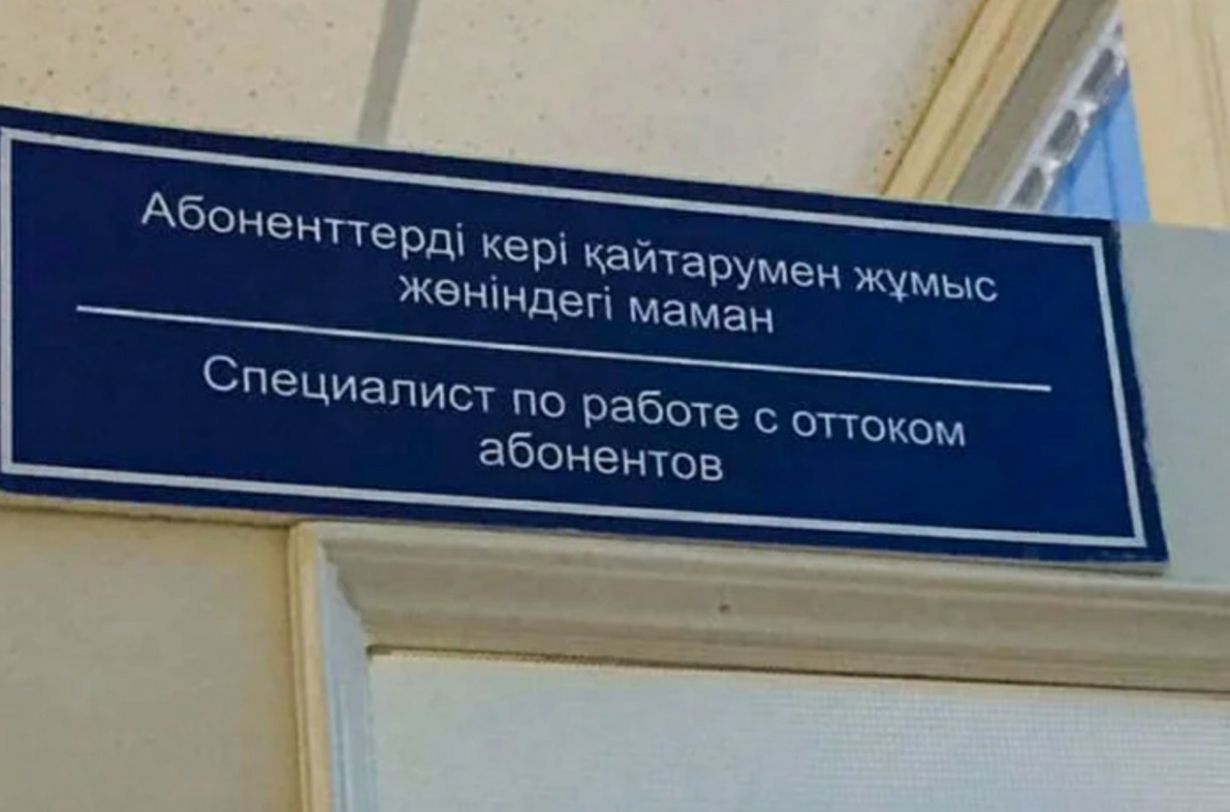 Абоненттерді кері қайтарумен жұмыс
жөніндегі маман
Специалист по работе с оттоком
абонентов